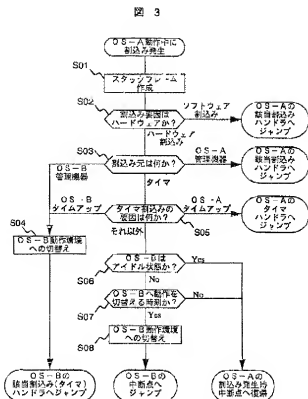 図 3
OS-A動作中に
割込み発生
S01
スタックフレーム
作成
S02
割込み要因は
ハードウェアか?
ソフトウェア
割込み
OS-Aの
該当割込み
ハンドラへ
ジャンプ
ハードウェア
割込み
S03
割込み元は何か?
OS-B
管理機器
OS-A
管理機器
OS-Aの
該当割込み
ハンドラへ
ジャンプ
タイマ
タイマ割込みの
要因は何か?
OS-B
タイムアップ
OS-A
タイムアップ
OS-Aの
タイマ
ハンドラへ
ジャンプ
S04
S05
OS-B動作環境
への切替え
それ以外
OS-Bは
アイドル状態か?
Yes
S06
No
OS-Bへ動作を
切替える時刻か?
No
S07
Yes
OS-B動作環境
への切替え
S08
OS-Bの
該当割込み(タイマ)
ハンドラへジャンプ
OS-Bの
中断点へ
ジャンプ
OS-Aの
割込み発生時
中断点へ復帰